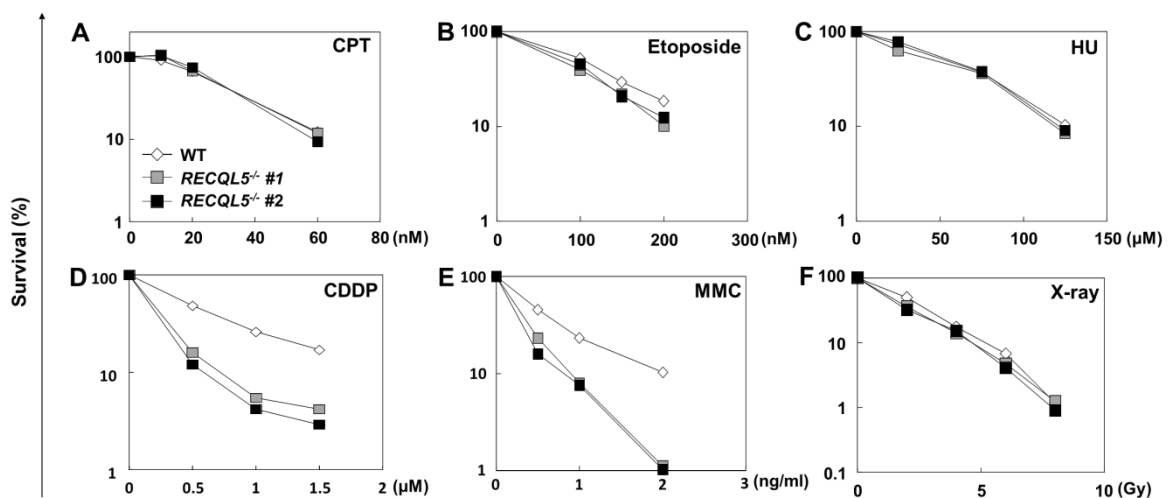 Survival (%)
A
CPT
100
10
1
0 20 40 60 80 (nM)
WT
RECQL5-/- #1
RECQL5-/- #2
B
Etoposide
100
10
1
0 100 200 300 (nM)
C
HU
100
10
1
0 50 100 150 (µM)
D
CDDP
100
10
1
0 0.5 1 1.5 2 (µM)
E
MMC
100
10
1
0 1 2 3 (ng/ml)
F
X-ray
100
10
1
0.1
0 5 10 (Gy)